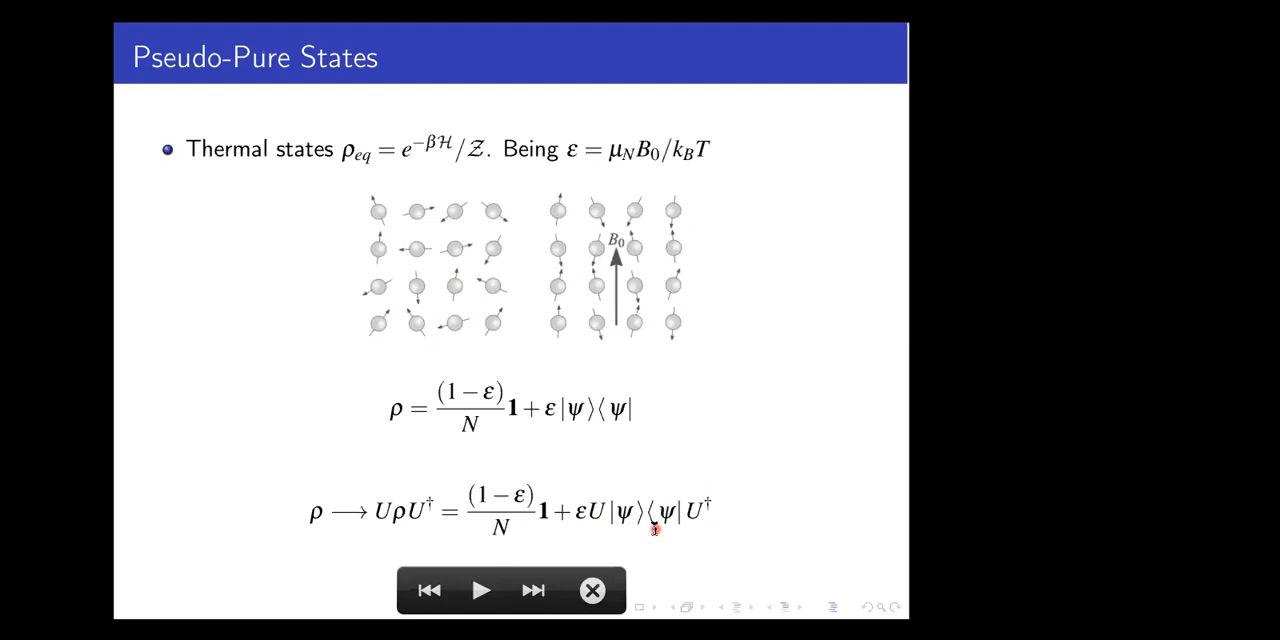 Pseudo-Pure States
Thermal states ρ_eq = e^{−βℋ}/𝒵. Being ε = μ_N B_0/k_B T
B_0
ρ = (1 − ε)/N 𝟏 + ε|ψ⟩⟨ψ|
ρ ⟶ UρU† = (1 − ε)/N 𝟏 + εU|ψ⟩⟨ψ|U†